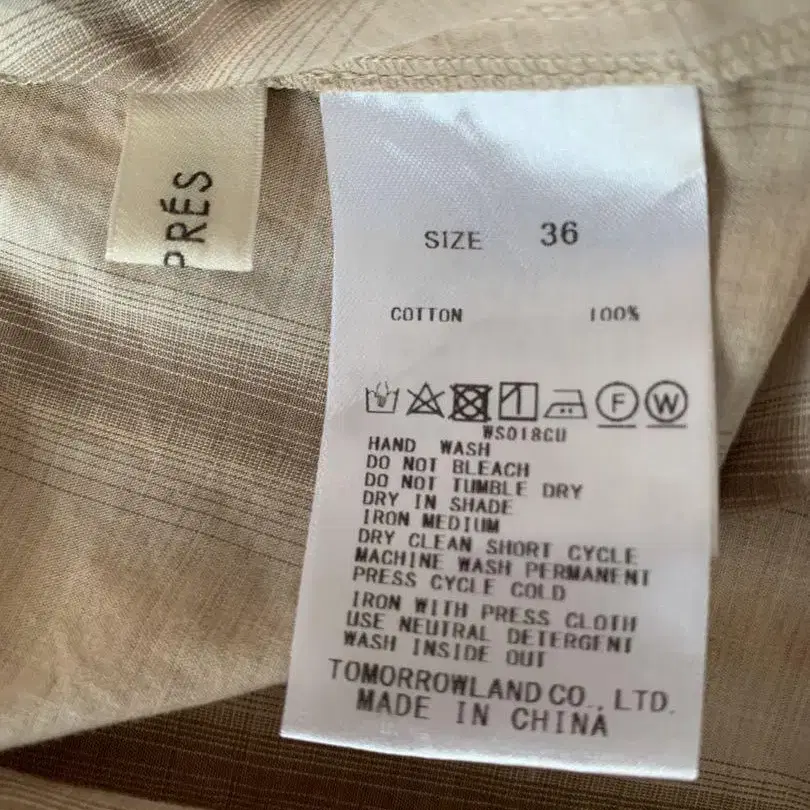 PRÉS
SIZE 36
COTTON 100%
F W
WS018CU
HAND WASH
DO NOT BLEACH
DO NOT TUMBLE DRY
DRY IN SHADE
IRON MEDIUM
DRY CLEAN SHORT CYCLE
MACHINE WASH PERMANENT
PRESS CYCLE COLD
IRON WITH PRESS CLOTH
USE NEUTRAL DETERGENT
WASH INSIDE OUT
TOMORROWLAND CO., LTD.
MADE IN CHINA